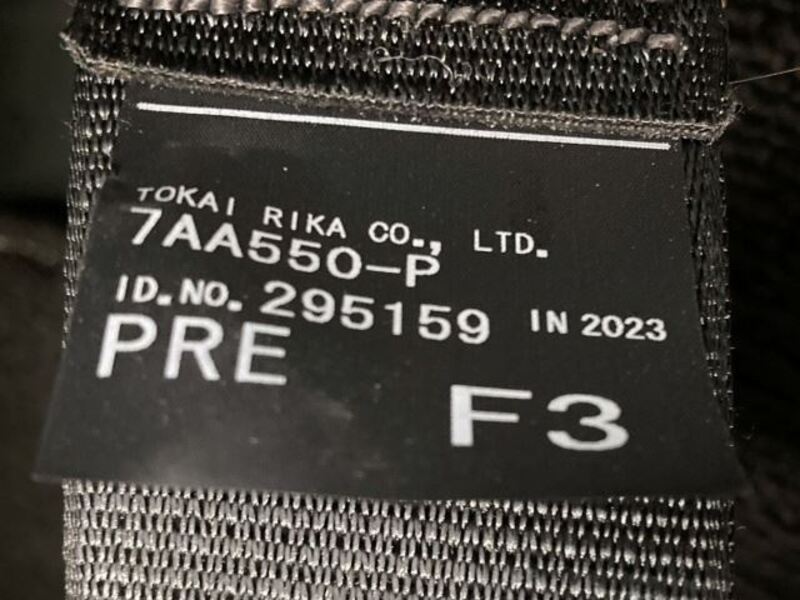 TOKAI RIKA CO., LTD.
7AA550-P
ID.NO. 295159 IN 2023
PRE
F3